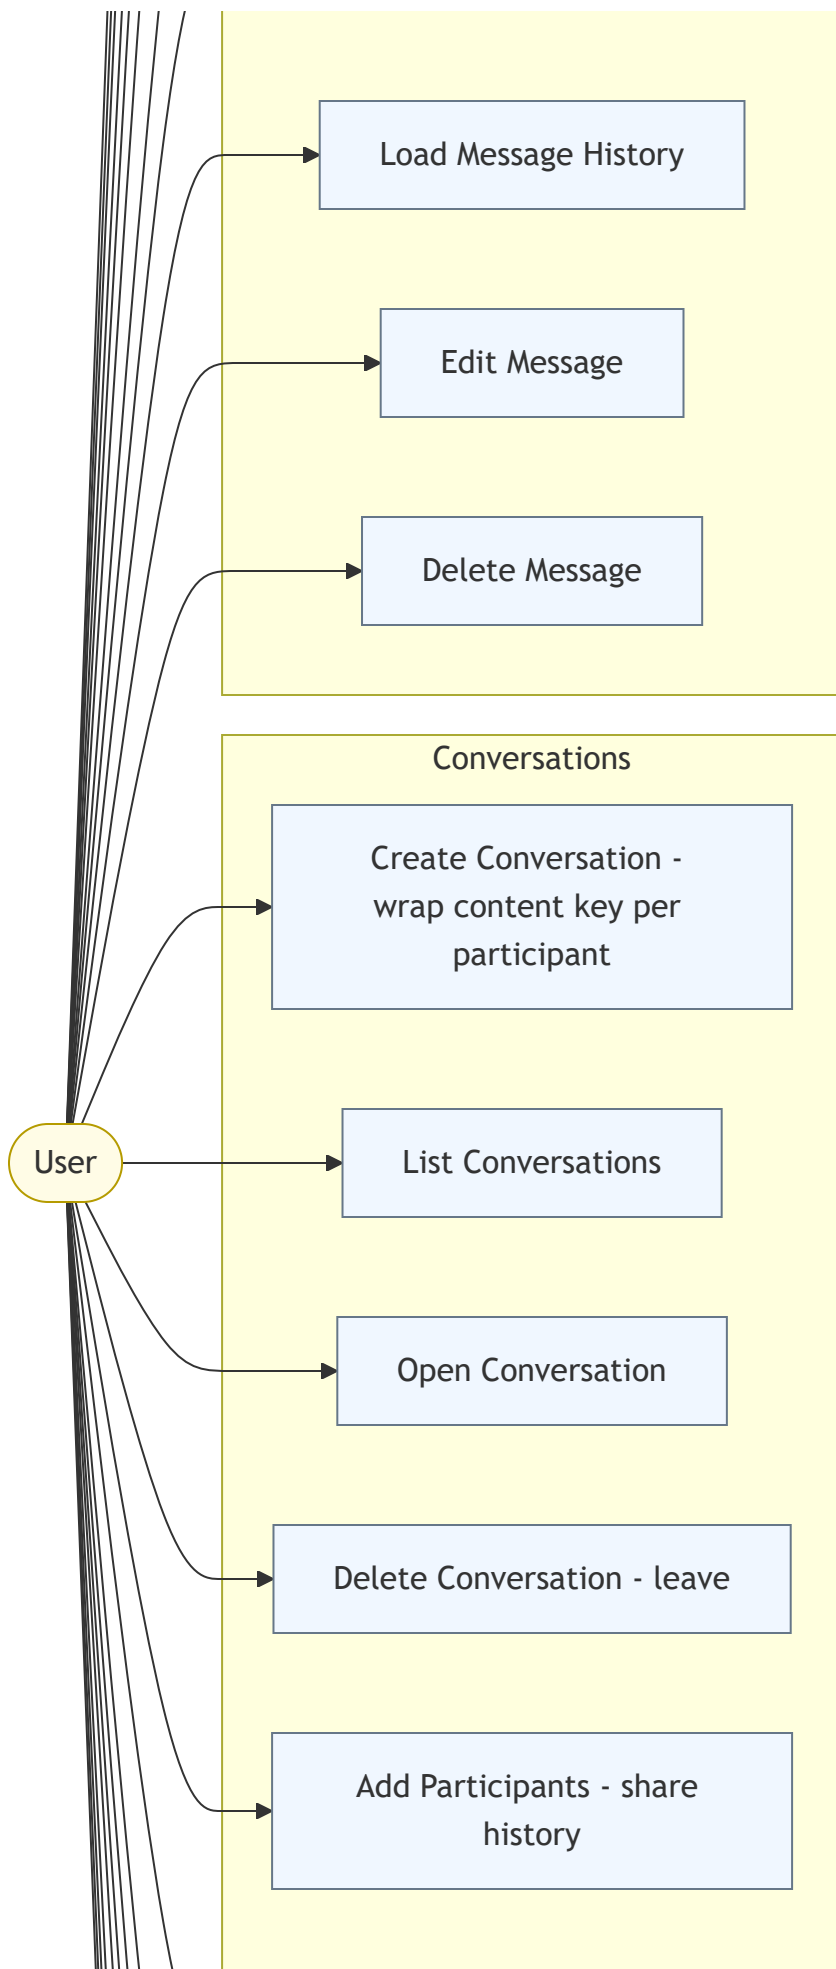 Load Message History
Edit Message
Delete Message
Conversations
Create Conversation -
wrap content key per
participant
User
List Conversations
Open Conversation
Delete Conversation - leave
Add Participants - share
history